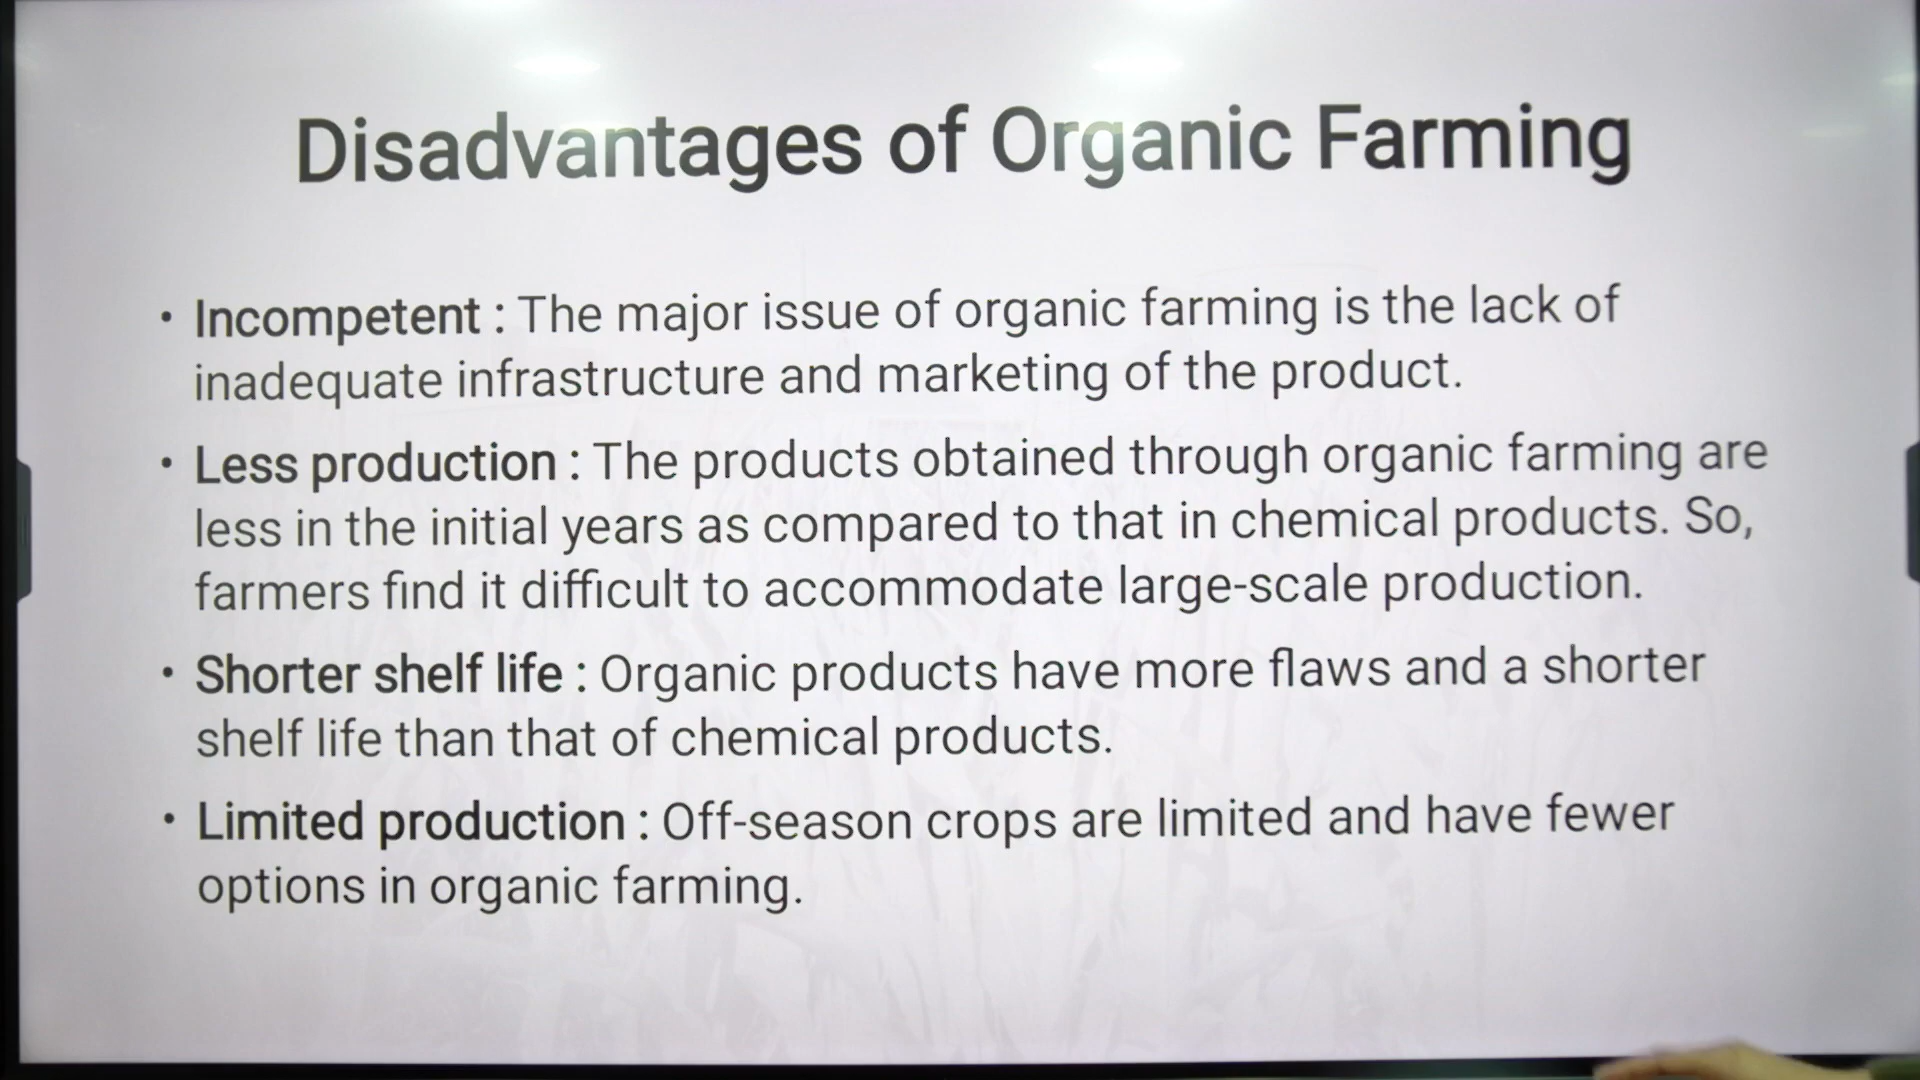 Disadvantages of Organic Farming
• Incompetent : The major issue of organic farming is the lack of
inadequate infrastructure and marketing of the product.
• Less production : The products obtained through organic farming are
less in the initial years as compared to that in chemical products. So,
farmers find it difficult to accommodate large-scale production.
• Shorter shelf life : Organic products have more flaws and a shorter
shelf life than that of chemical products.
• Limited production : Off-season crops are limited and have fewer
options in organic farming.